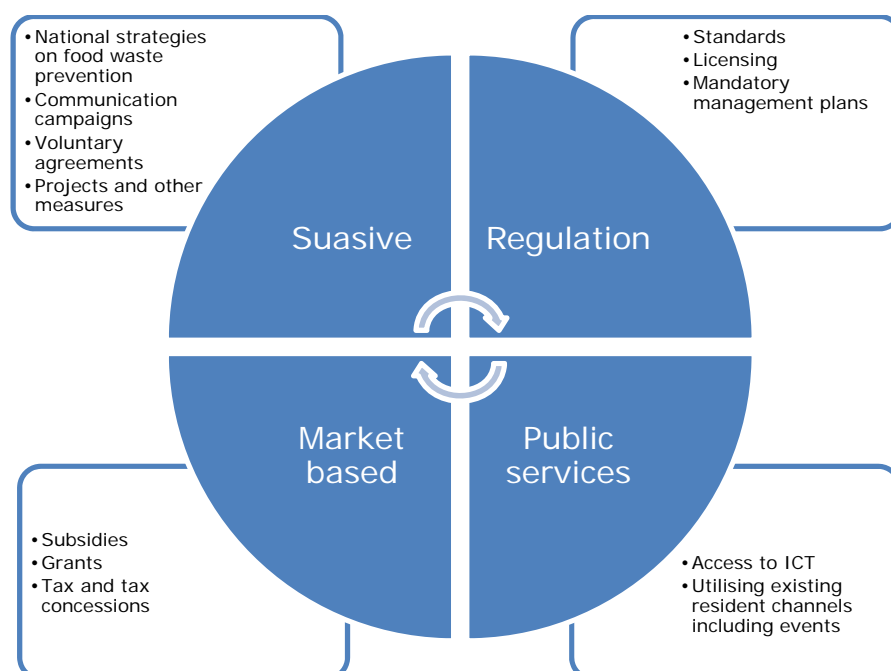 • National strategies
on food waste
prevention
• Communication
campaigns
• Voluntary
agreements
• Projects and other
measures
• Standards
• Licensing
• Mandatory
management plans
Suasive
Regulation
Market
based
Public
services
• Subsidies
• Grants
• Tax and tax
concessions
• Access to ICT
• Utilising existing
resident channels
including events